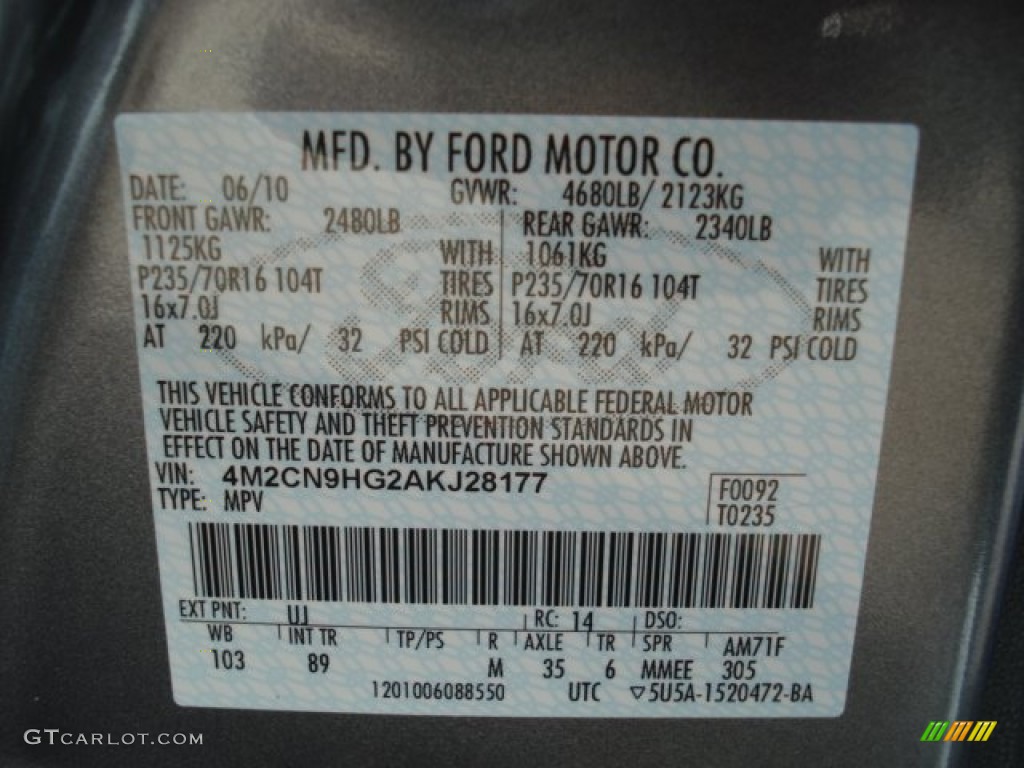 MFD. BY FORD MOTOR CO.
DATE: 06/10 GVWR: 4680LB/ 2123KG
FRONT GAWR: 2480LB REAR GAWR: 2340LB
1125KG WITH 1061KG WITH
P235/70R16 104T TIRES P235/70R16 104T TIRES
16x7.0J RIMS 16x7.0J RIMS
AT 220 kPa/ 32 PSI COLD AT 220 kPa/ 32 PSI COLD
THIS VEHICLE CONFORMS TO ALL APPLICABLE FEDERAL MOTOR
VEHICLE SAFETY AND THEFT PREVENTION STANDARDS IN
EFFECT ON THE DATE OF MANUFACTURE SHOWN ABOVE.
VIN: 4M2CN9HG2AKJ28177 F0092
TYPE: MPV T0235
EXT PNT: UJ RC: 14 DSO:
WB INT TR TP/PS R AXLE TR SPR AM71F
103 89 M 35 6 MMEE 305
1201006088550 UTC ▽5U5A-1520472-BA
GTCARLOT.COM